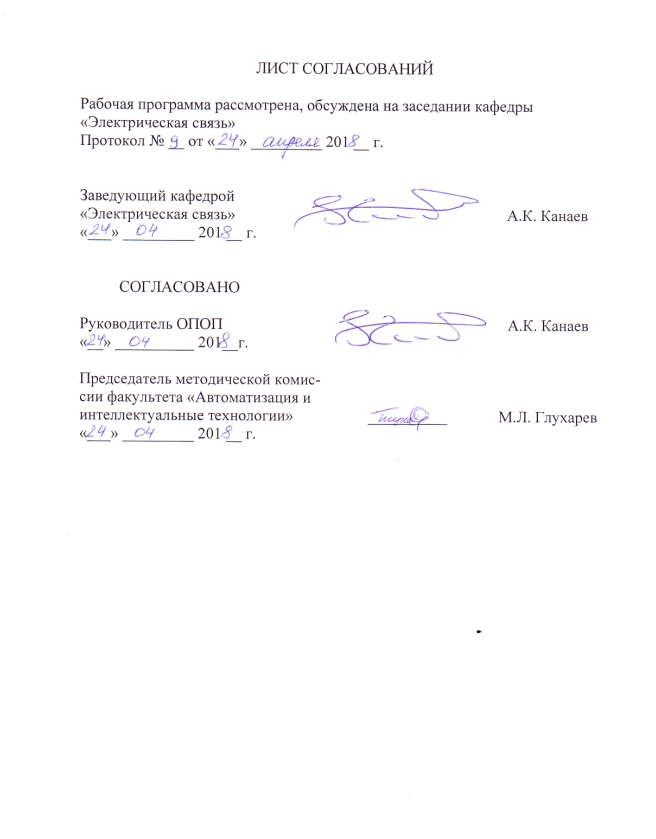 ЛИСТ СОГЛАСОВАНИЙ
Рабочая программа рассмотрена, обсуждена на заседании кафедры
«Электрическая связь»
Протокол № 9 от «24» апреля 2018 г.
Заведующий кафедрой
«Электрическая связь» А.К. Канаев
«24» 04 2018 г.
СОГЛАСОВАНО
Руководитель ОПОП А.К. Канаев
«24» 04 2018 г.
Председатель методической комис-
сии факультета «Автоматизация и
интеллектуальные технологии» М.Л. Глухарев
«24» 04 2018 г.